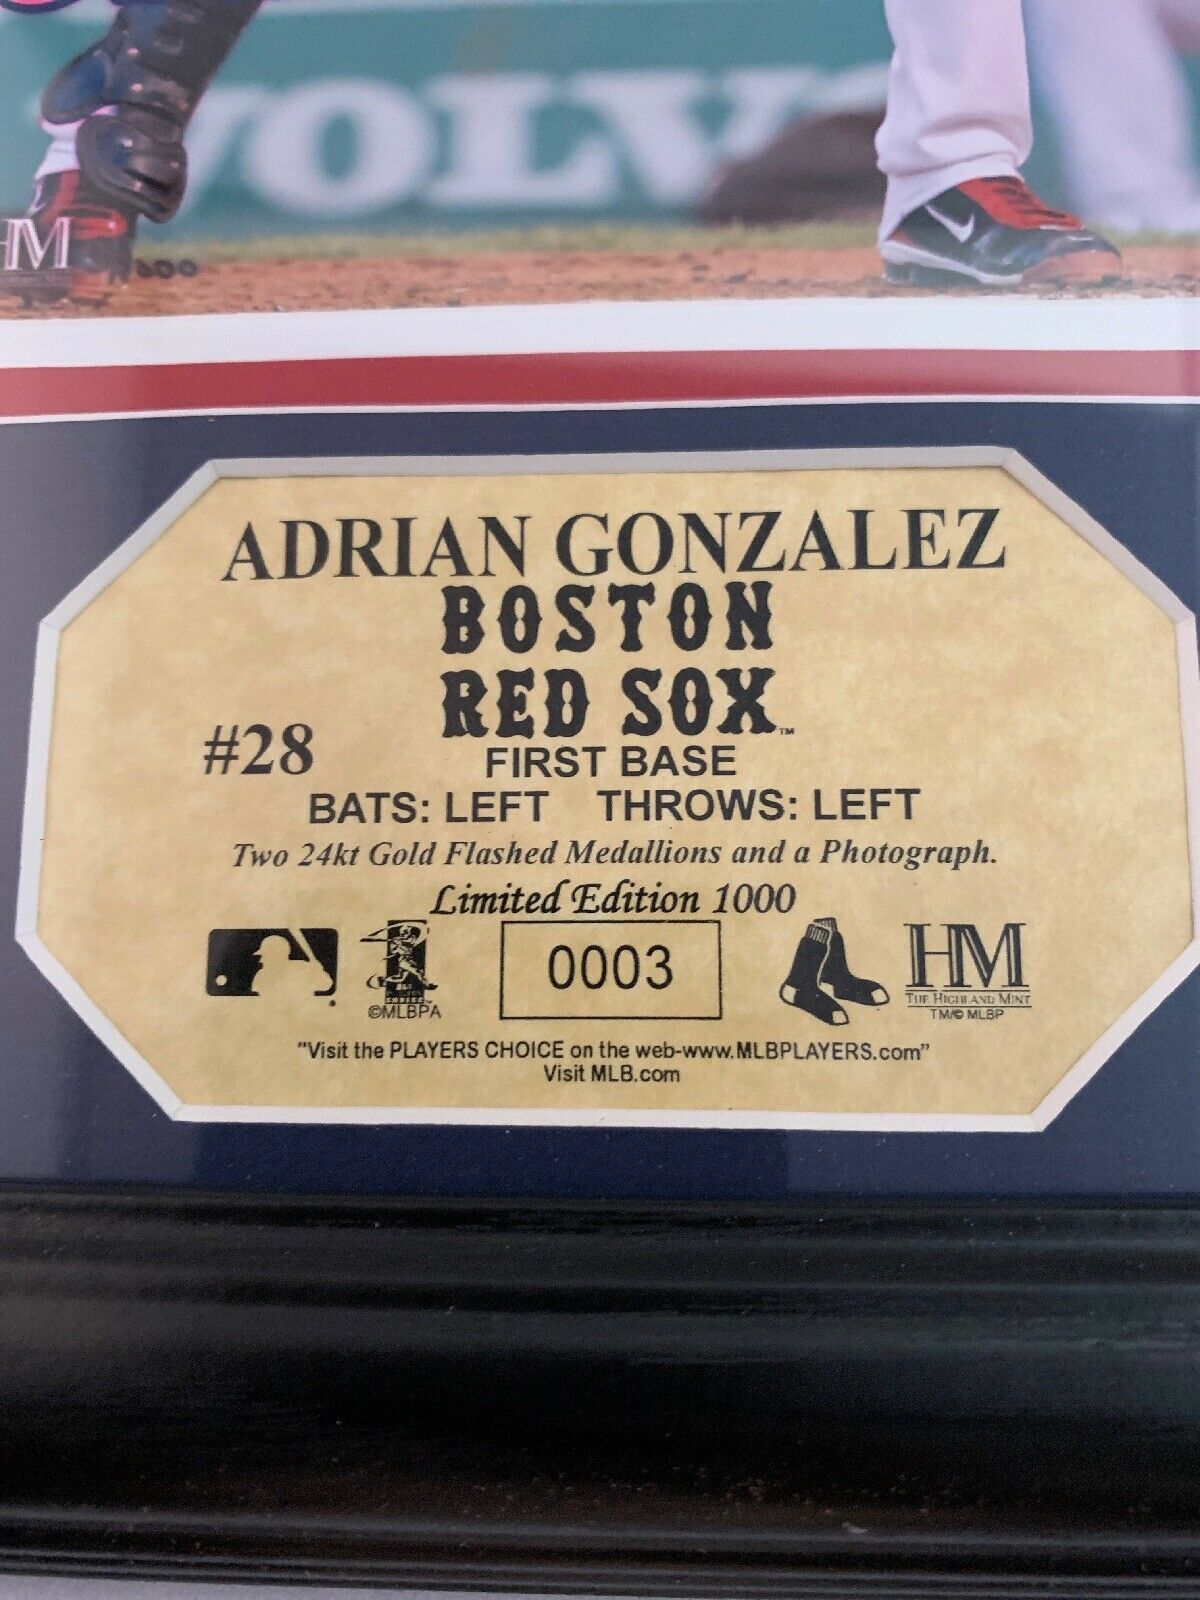 VOLV
HM
ADRIAN GONZALEZ
BOSTON
RED SOX™
#28
FIRST BASE
BATS: LEFT THROWS: LEFT
Two 24kt Gold Flashed Medallions and a Photograph.
Limited Edition 1000
0003
©MLBPA
HM
THE HIGHLAND MINT
TM/© MLBP
"Visit the PLAYERS CHOICE on the web-www.MLBPLAYERS.com"
Visit MLB.com